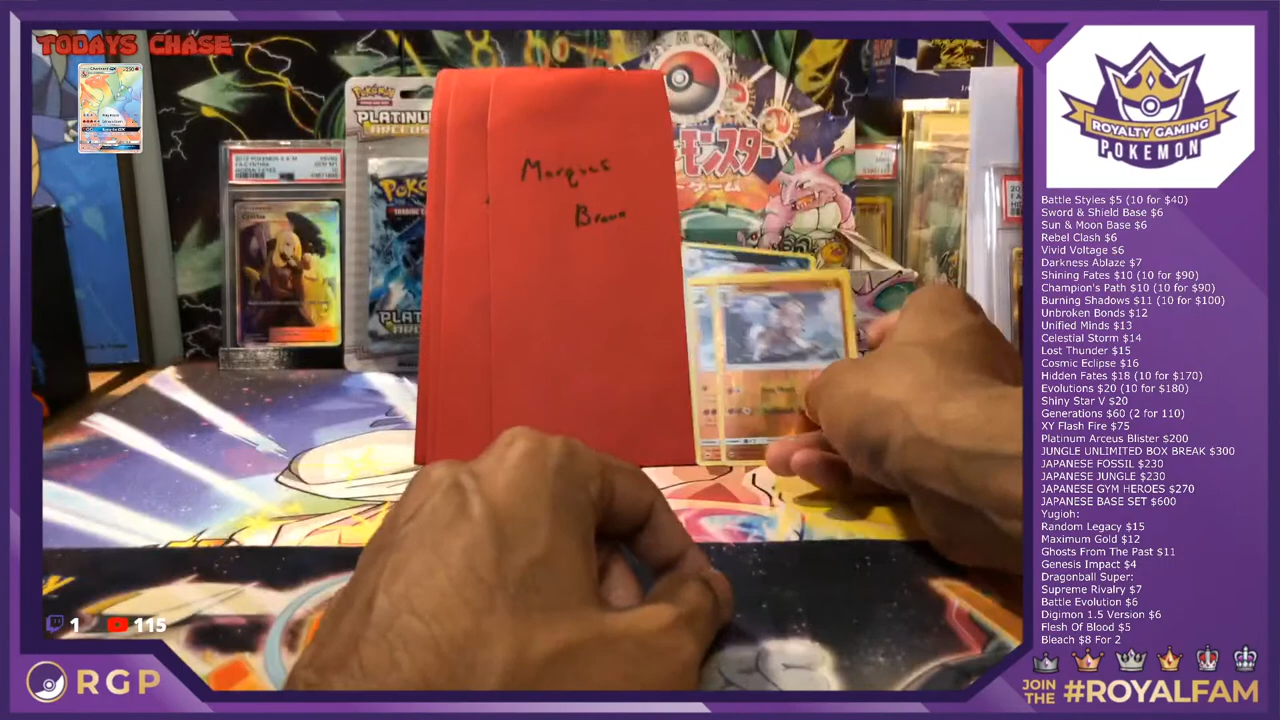 TODAYS CHASE
Pokémon
PLATINUM
ARCEUS
Marques
Brown
モンスター
ROYALTY GAMING
POKEMON
Battle Styles $5 (10 for $40)
Sword & Shield Base $6
Sun & Moon Base $6
Rebel Clash $6
Vivid Voltage $6
Darkness Ablaze $7
Shining Fates $10 (10 for $90)
Champion's Path $10 (10 for $90)
Burning Shadows $11 (10 for $100)
Unbroken Bonds $12
Unified Minds $13
Celestial Storm $14
Lost Thunder $15
Cosmic Eclipse $16
Hidden Fates $18 (10 for $170)
Evolutions $20 (10 for $180)
Shiny Star V $20
Generations $60 (2 for 110)
XY Flash Fire $75
Platinum Arceus Blister $200
JUNGLE UNLIMITED BOX BREAK $300
JAPANESE FOSSIL $230
JAPANESE JUNGLE $230
JAPANESE GYM HEROES $270
JAPANESE BASE SET $600
Yugioh:
Random Legacy $15
Maximum Gold $12
Ghosts From The Past $11
Genesis Impact $4
Dragonball Super:
Supreme Rivalry $7
Battle Evolution $6
Digimon 1.5 Version $6
Flesh Of Blood $5
Bleach $8 For 2
1 115
RGP
JOIN
THE #ROYALFAM